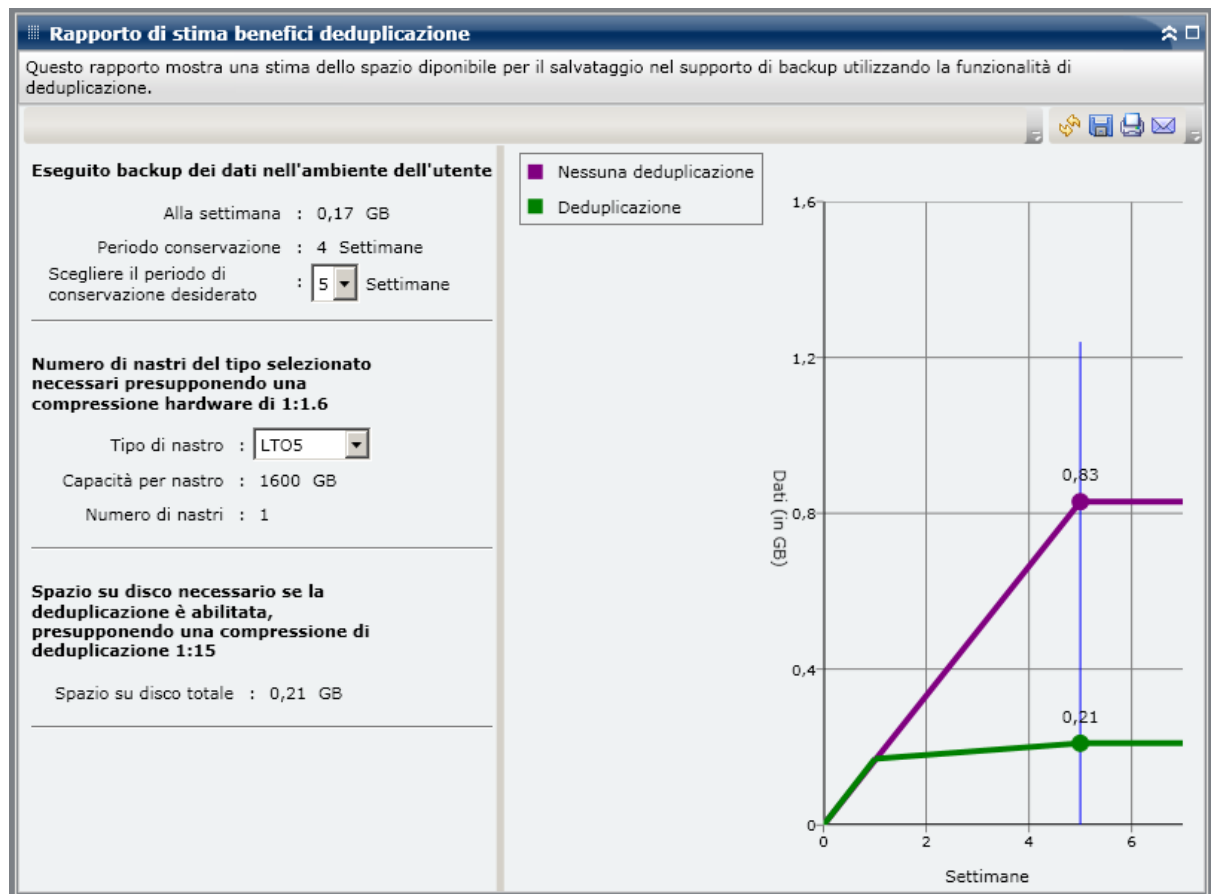 Rapporto di stima benefici deduplicazione
Questo rapporto mostra una stima dello spazio diponibile per il salvataggio nel supporto di backup utilizzando la funzionalità di
deduplicazione.
Eseguito backup dei dati nell'ambiente dell'utente
Alla settimana : 0,17 GB
Periodo conservazione : 4 Settimane
Scegliere il periodo di
conservazione desiderato : 5 Settimane
Numero di nastri del tipo selezionato
necessari presupponendo una
compressione hardware di 1:1.6
Tipo di nastro : LTO5
Capacità per nastro : 1600 GB
Numero di nastri : 1
Spazio su disco necessario se la
deduplicazione è abilitata,
presupponendo una compressione di
deduplicazione 1:15
Spazio su disco totale : 0,21 GB
Nessuna deduplicazione
Deduplicazione
1,6
1,2
0,8
0,4
0
Dati (in GB)
0,83
0,21
0 2 4 6
Settimane